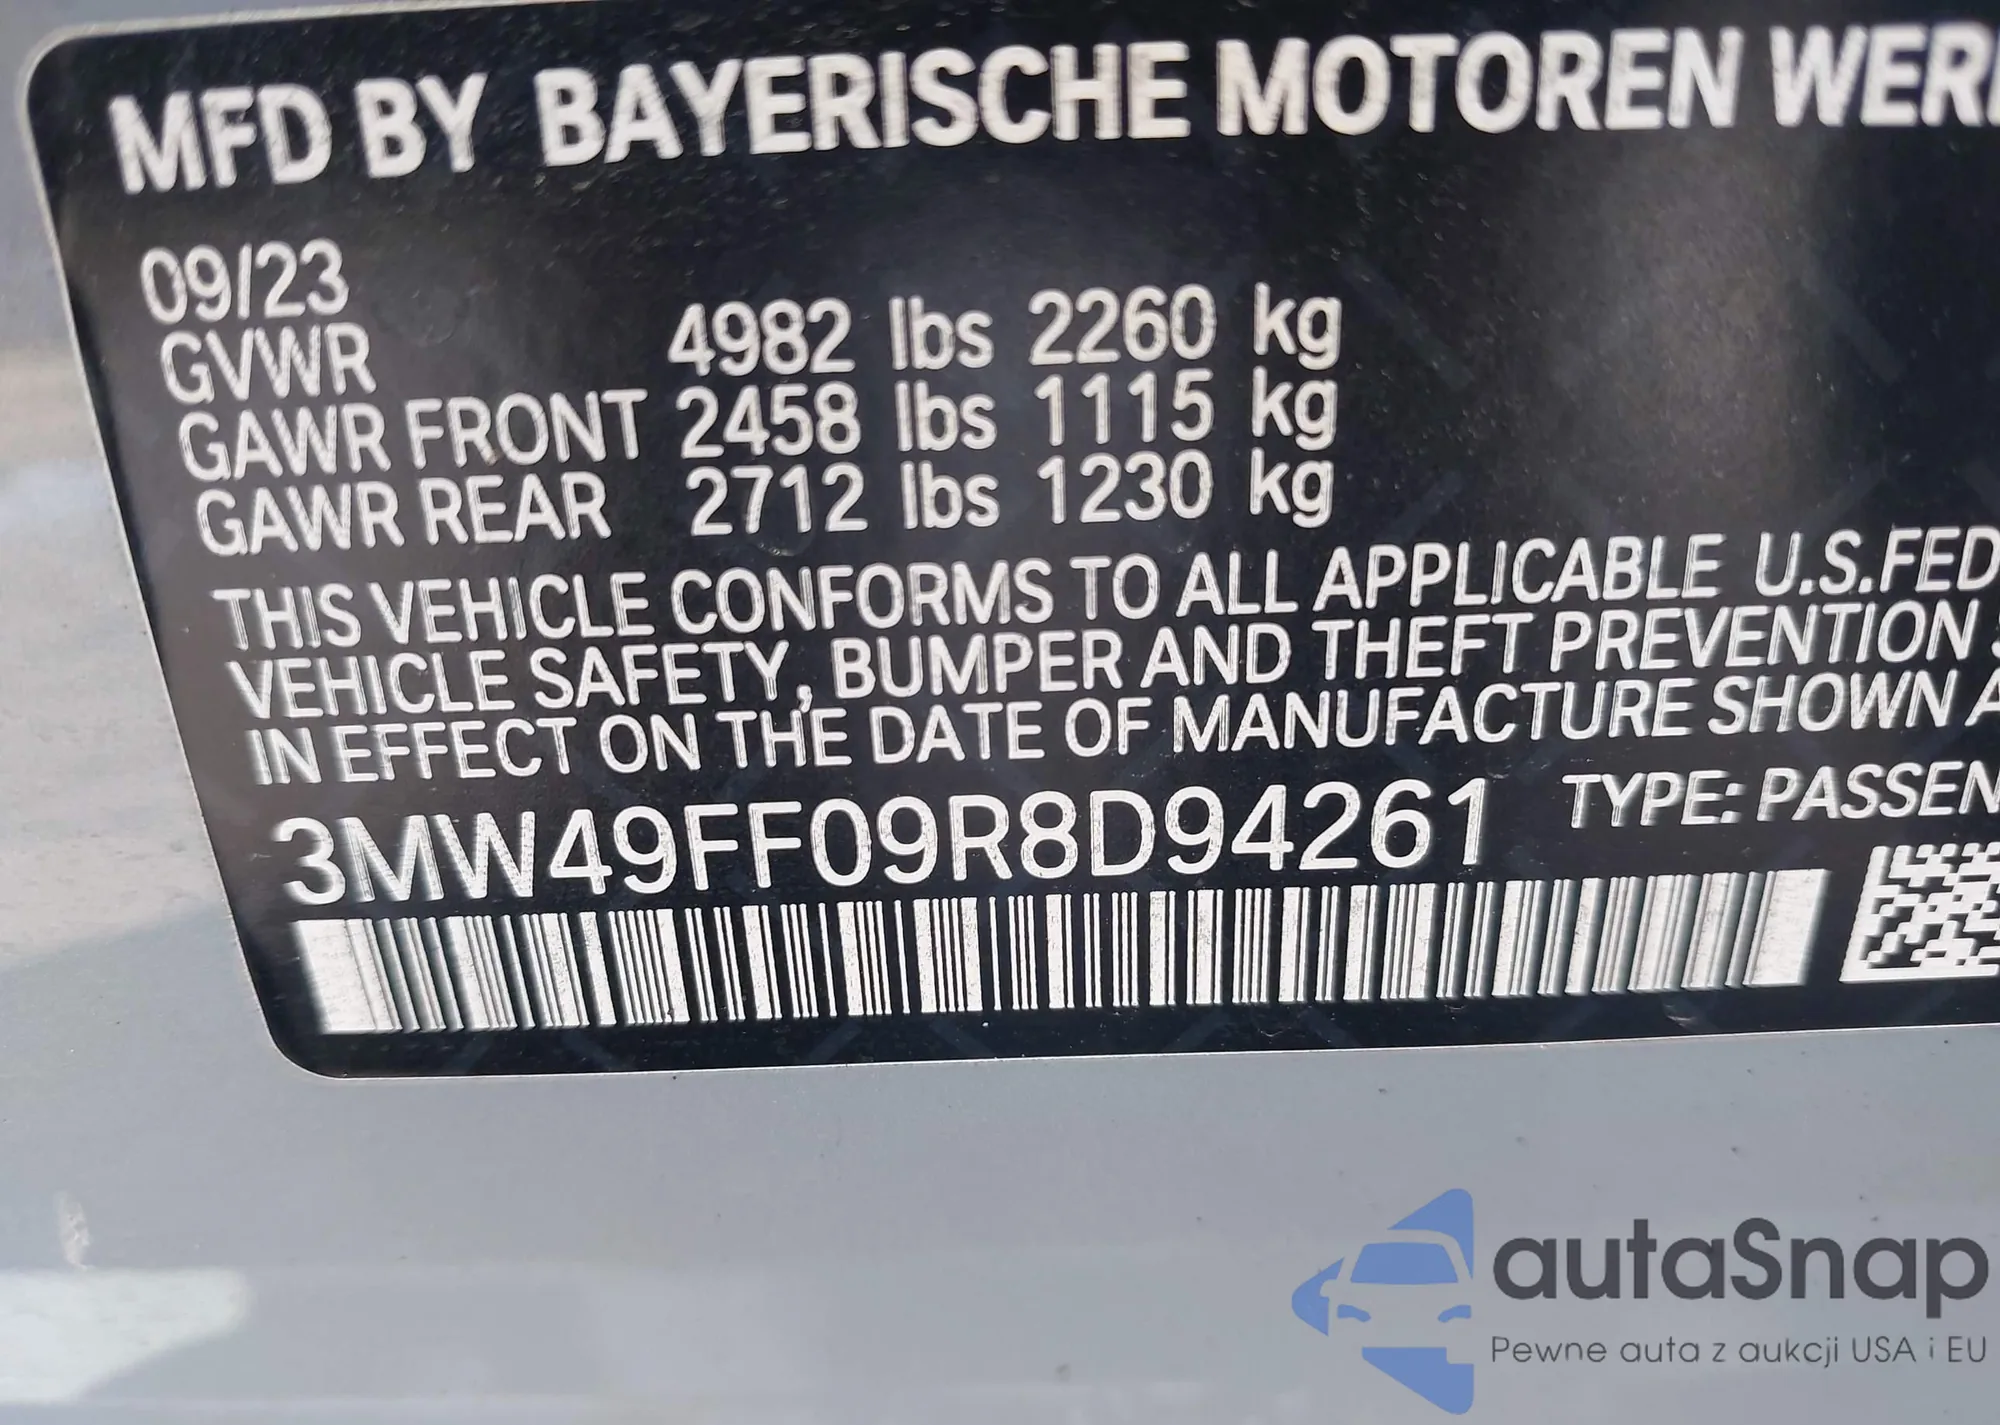 MFD BY BAYERISCHE MOTOREN WER
09/23
GVWR 4982 lbs 2260 kg
GAWR FRONT 2458 lbs 1115 kg
GAWR REAR 2712 lbs 1230 kg
THIS VEHICLE CONFORMS TO ALL APPLICABLE U.S.FED
VEHICLE SAFETY, BUMPER AND THEFT PREVENTION
IN EFFECT ON THE DATE OF MANUFACTURE SHOWN A
3MW49FF09R8D94261 TYPE: PASSEN
autaSnap
Pewne auta z aukcji USA i EU